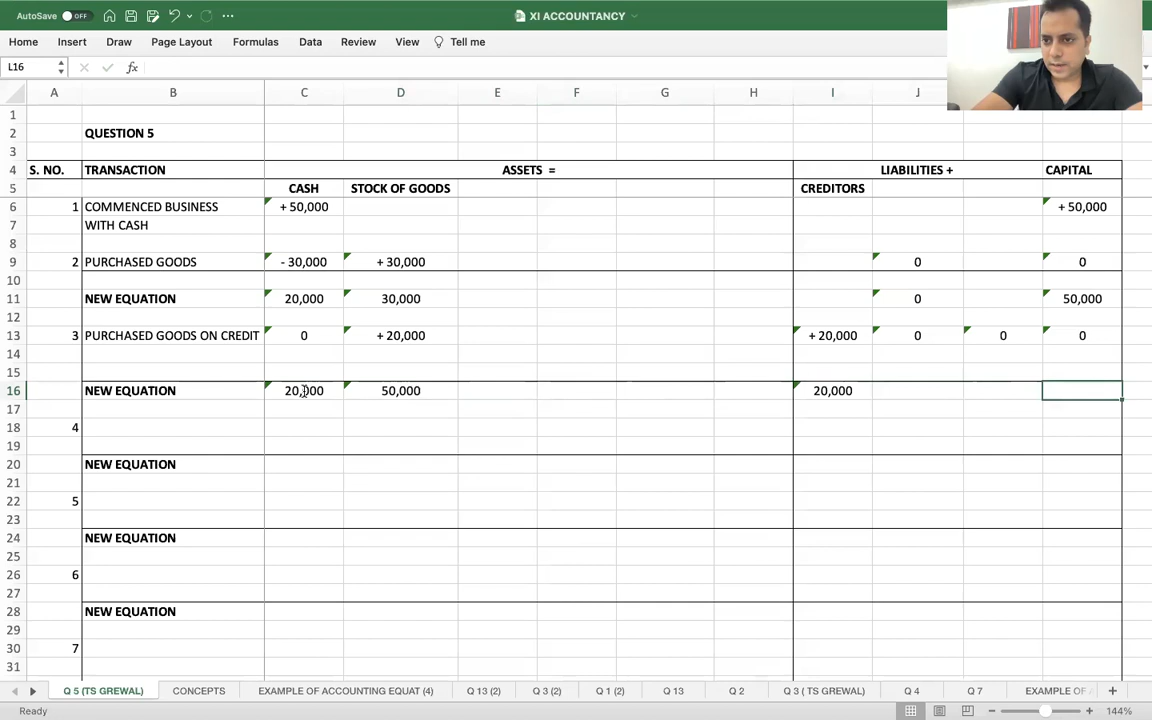 AutoSave OFF XI ACCOUNTANCY
Home Insert Draw Page Layout Formulas Data Review View Tell me
L16 fx
A B C D E F G H I J
1
2 QUESTION 5
3
4 S. NO. TRANSACTION ASSETS = LIABILITIES + CAPITAL
5 CASH STOCK OF GOODS CREDITORS
6 1 COMMENCED BUSINESS + 50,000 + 50,000
7 WITH CASH
8
9 2 PURCHASED GOODS - 30,000 + 30,000 0 0
10
11 NEW EQUATION 20,000 30,000 0 50,000
12
13 3 PURCHASED GOODS ON CREDIT 0 + 20,000 + 20,000 0 0 0
14
15
16 NEW EQUATION 20,000 50,000 20,000
17
18 4
19
20 NEW EQUATION
21
22 5
23
24 NEW EQUATION
25
26 6
27
28 NEW EQUATION
29
30 7
31
Q 5 (TS GREWAL) CONCEPTS EXAMPLE OF ACCOUNTING EQUAT (4) Q 13 (2) Q 3 (2) Q 1 (2) Q 13 Q 2 Q 3 ( TS GREWAL) Q 4 Q 7 EXAMPLE OF
Ready 144%